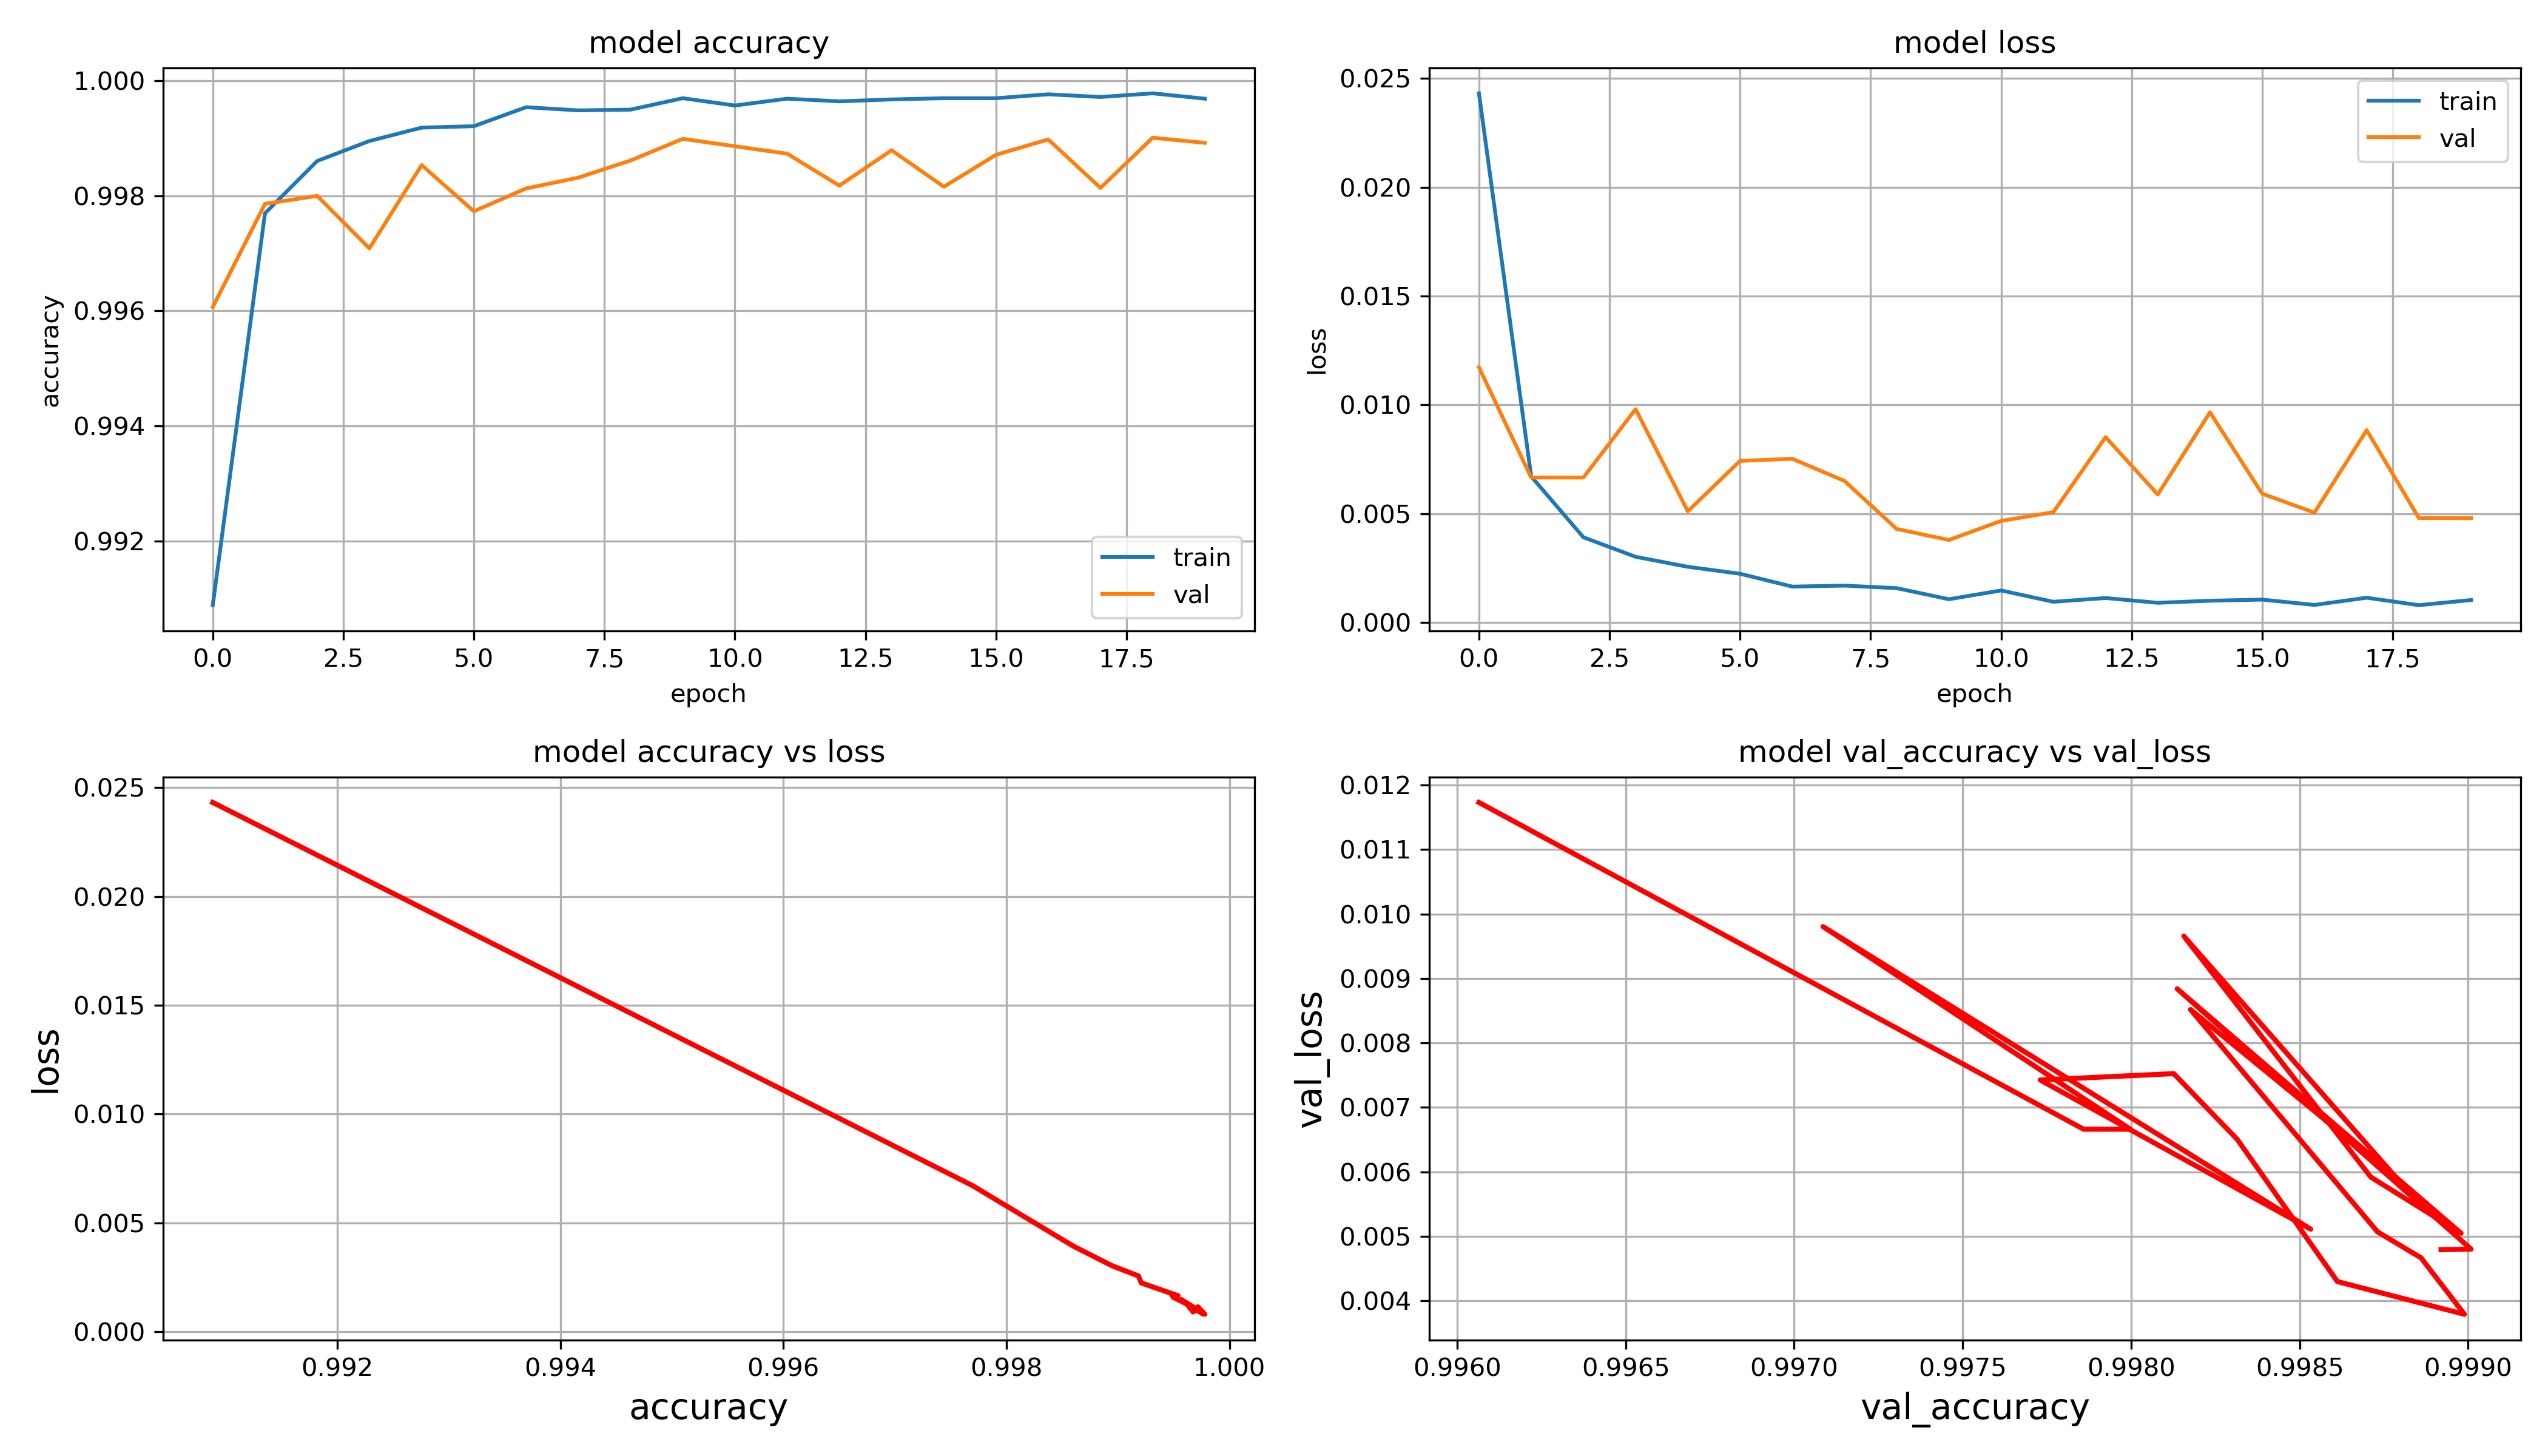 model accuracy
1.000
0.998
0.996
0.994
0.992
accuracy
train
val
0.0 2.5 5.0 7.5 10.0 12.5 15.0 17.5
epoch
model loss
0.025
0.020
0.015
0.010
0.005
0.000
loss
train
val
0.0 2.5 5.0 7.5 10.0 12.5 15.0 17.5
epoch
model accuracy vs loss
0.025
0.020
0.015
0.010
0.005
0.000
loss
0.992 0.994 0.996 0.998 1.000
accuracy
model val_accuracy vs val_loss
0.012
0.011
0.010
0.009
0.008
0.007
0.006
0.005
0.004
val_loss
0.9960 0.9965 0.9970 0.9975 0.9980 0.9985 0.9990
val_accuracy